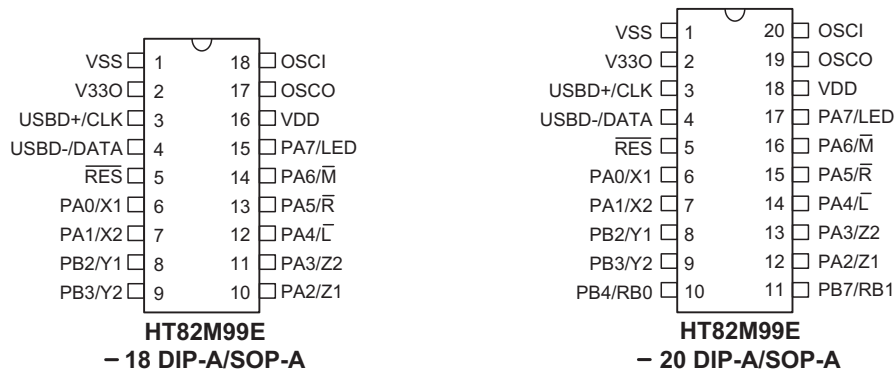 VSS 1 18 OSCI
V33O 2 17 OSCO
USBD+/CLK 3 16 VDD
USBD-/DATA 4 15 PA7/LED
R̅E̅S̅ 5 14 PA6/M̅
PA0/X1 6 13 PA5/R̅
PA1/X2 7 12 PA4/L̅
PB2/Y1 8 11 PA3/Z2
PB3/Y2 9 10 PA2/Z1
HT82M99E
– 18 DIP-A/SOP-A
VSS 1 20 OSCI
V33O 2 19 OSCO
USBD+/CLK 3 18 VDD
USBD-/DATA 4 17 PA7/LED
R̅E̅S̅ 5 16 PA6/M̅
PA0/X1 6 15 PA5/R̅
PA1/X2 7 14 PA4/L̅
PB2/Y1 8 13 PA3/Z2
PB3/Y2 9 12 PA2/Z1
PB4/RB0 10 11 PB7/RB1
HT82M99E
– 20 DIP-A/SOP-A